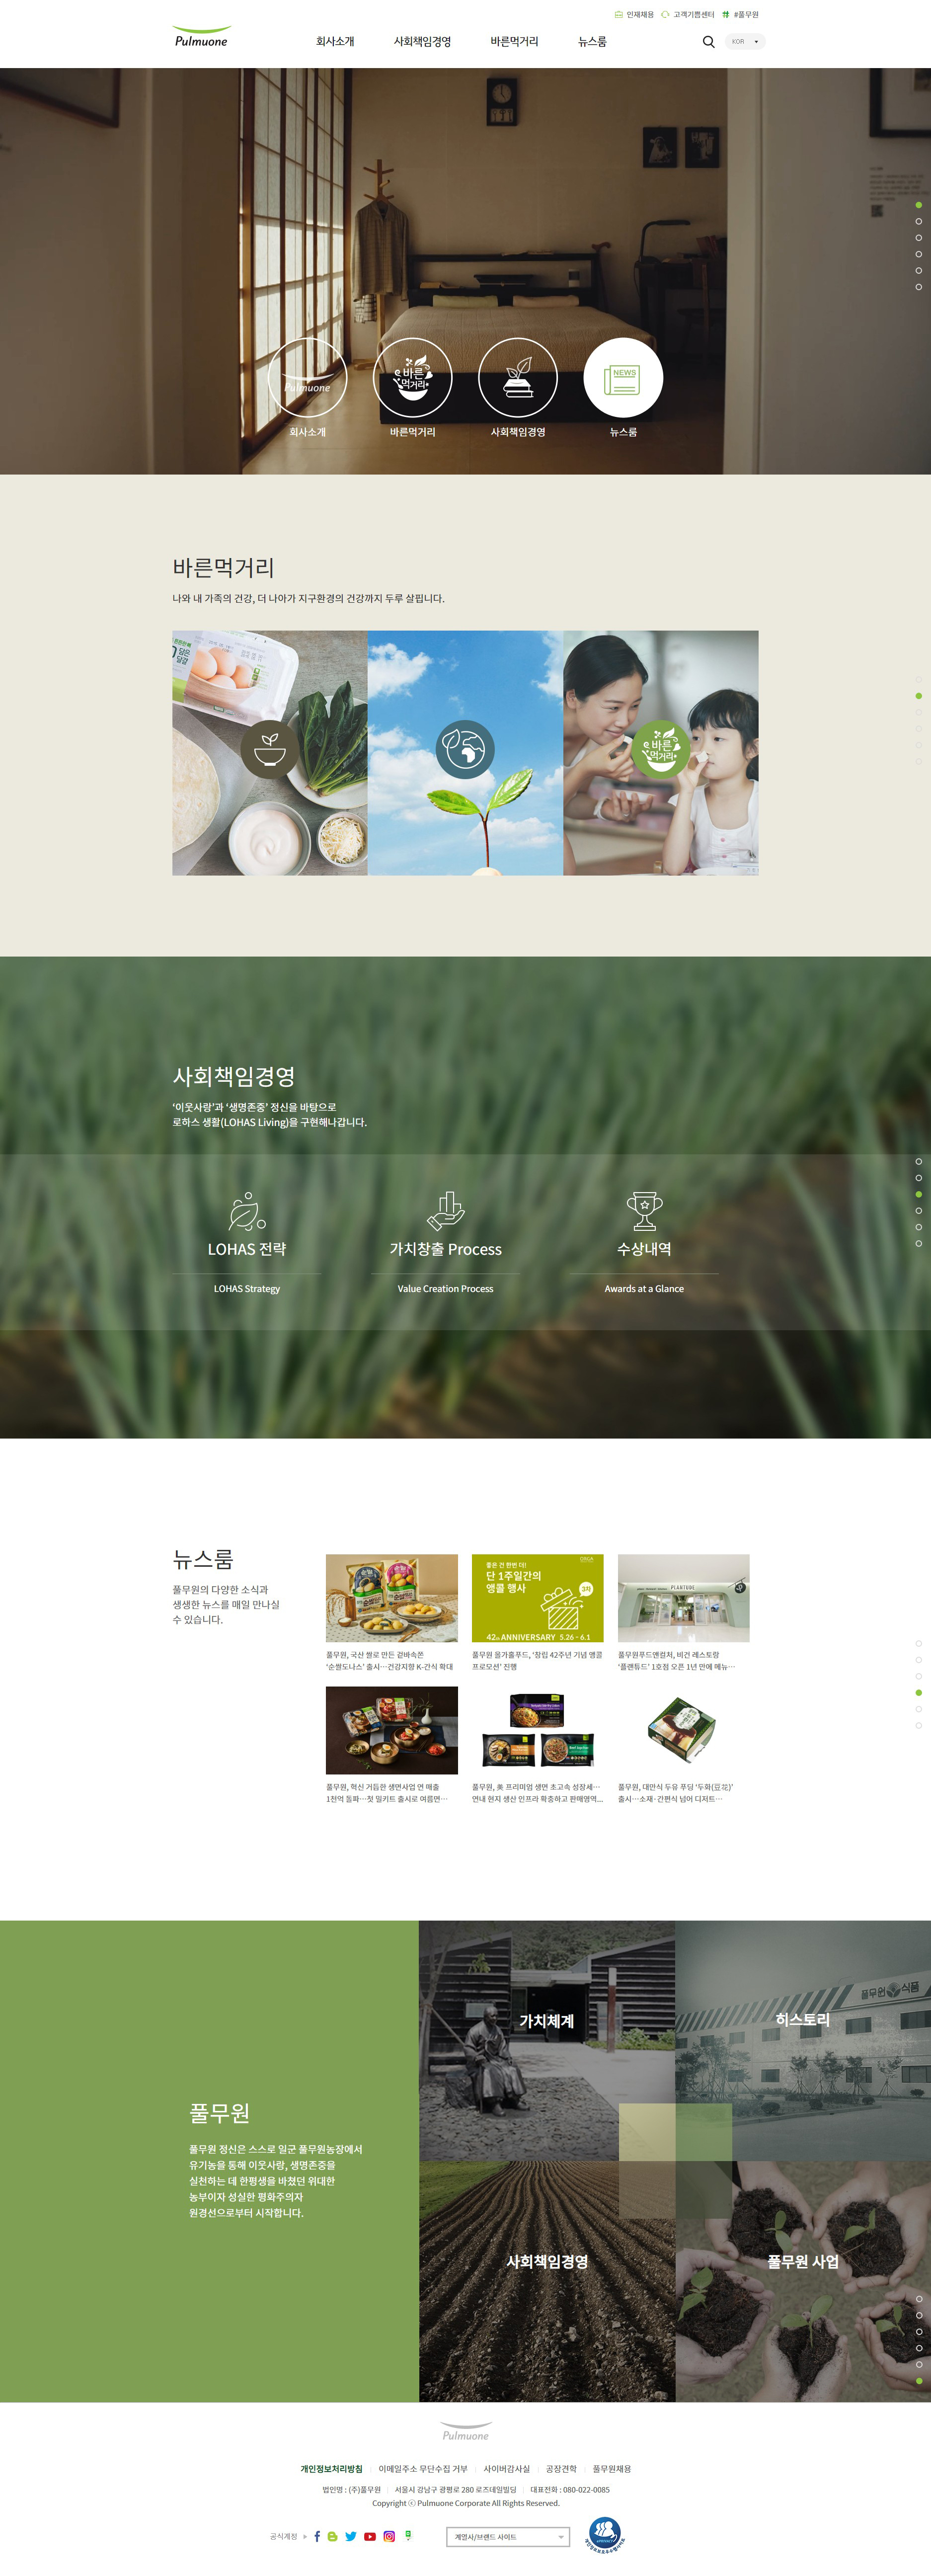 인재채용
고객기쁨센터
#풀무원
Pulmuone
회사소개
사회책임경영
바른먹거리
뉴스룸
KOR
Pulmuone
바른
먹거리
NEWS
회사소개
바른먹거리
사회책임경영
뉴스룸
바른먹거리
나와 내 가족의 건강, 더 나아가 지구환경의 건강까지 두루 살핍니다.
바른
먹거리
사회책임경영
‘이웃사랑’과 ‘생명존중’ 정신을 바탕으로
로하스 생활(LOHAS Living)을 구현해나갑니다.
LOHAS 전략
가치창출 Process
수상내역
LOHAS Strategy
Value Creation Process
Awards at a Glance
뉴스룸
풀무원의 다양한 소식과
생생한 뉴스를 매일 만나실
수 있습니다.
순쌀도나스
좋은 건 한번 더!
단 1주일간의
앵콜 행사
42th ANNIVERSARY 5.26 - 6.1
PLANTUDE
풀무원, 국산 쌀로 만든 겉바속쫀
‘순쌀도나스’ 출시…건강지향 K-간식 확대
풀무원 올가홀푸드, ‘창립 42주년 기념 앵콜
프로모션’ 진행
풀무원푸드앤컬처, 비건 레스토랑
‘플랜튜드’ 1호점 오픈 1년 만에 메뉴…
풀무원, 혁신 거듭한 생면사업 연 매출
1천억 돌파…첫 밀키트 출시로 여름면…
풀무원, 美 프리미엄 생면 초고속 성장세…
연내 현지 생산 인프라 확충하고 판매영역...
풀무원, 대만식 두유 푸딩 ‘두화(豆花)’
출시…소재·간편식 넘어 디저트…
풀무원
풀무원 정신은 스스로 일군 풀무원농장에서
유기농을 통해 이웃사랑, 생명존중을
실천하는 데 한평생을 바쳤던 위대한
농부이자 성실한 평화주의자
원경선으로부터 시작합니다.
가치체계
히스토리
풀무원 식품
사회책임경영
풀무원 사업
Pulmuone
개인정보처리방침
이메일주소 무단수집 거부
사이버감사실
공장견학
풀무원채용
법인명 : (주)풀무원
서울시 강남구 광평로 280 로즈데일빌딩
대표전화 : 080-022-0085
Copyright ⓒ Pulmuone Corporate All Rights Reserved.
공식계정
계열사/브랜드 사이트